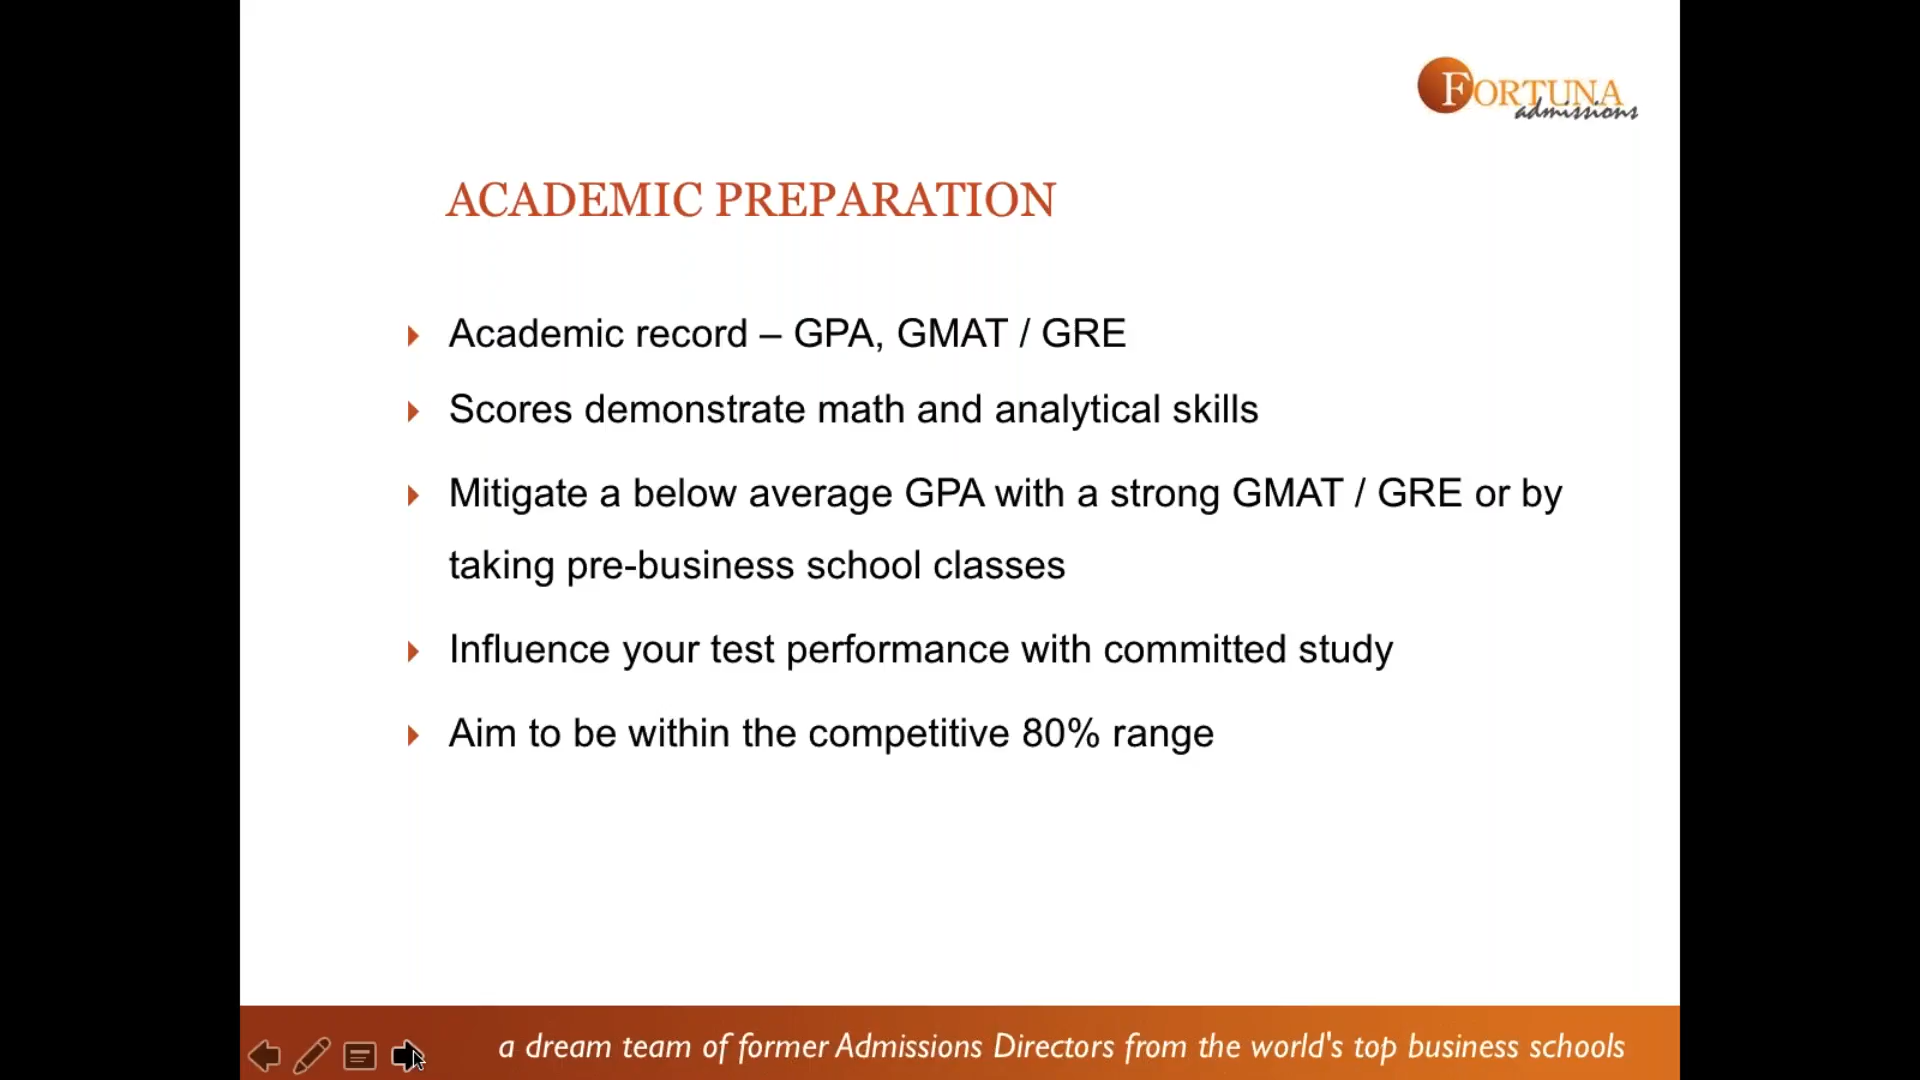 FORTUNA
admissions
ACADEMIC PREPARATION
Academic record – GPA, GMAT / GRE
Scores demonstrate math and analytical skills
Mitigate a below average GPA with a strong GMAT / GRE or by
taking pre-business school classes
Influence your test performance with committed study
Aim to be within the competitive 80% range
a dream team of former Admissions Directors from the world's top business schools